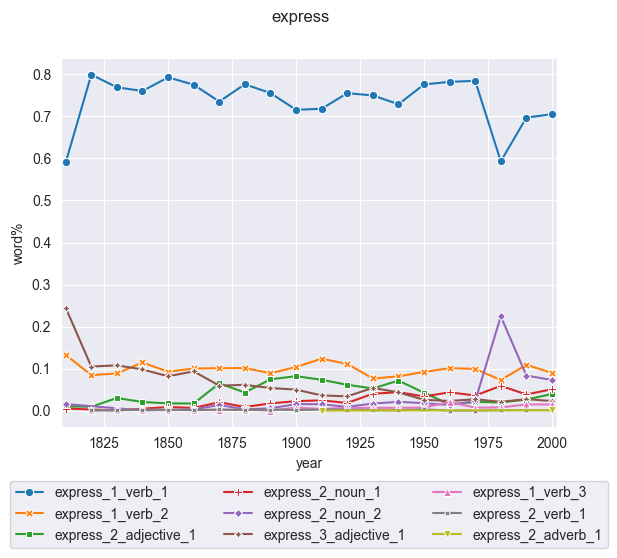 express
0.8
0.7
0.6
0.5
0.4
0.3
0.2
0.1
0.0
word%
1825 1850 1875 1900 1925 1950 1975 2000
year
express_1_verb_1 express_2_noun_1 express_1_verb_3
express_1_verb_2 express_2_noun_2 express_2_verb_1
express_2_adjective_1 express_3_adjective_1 express_2_adverb_1